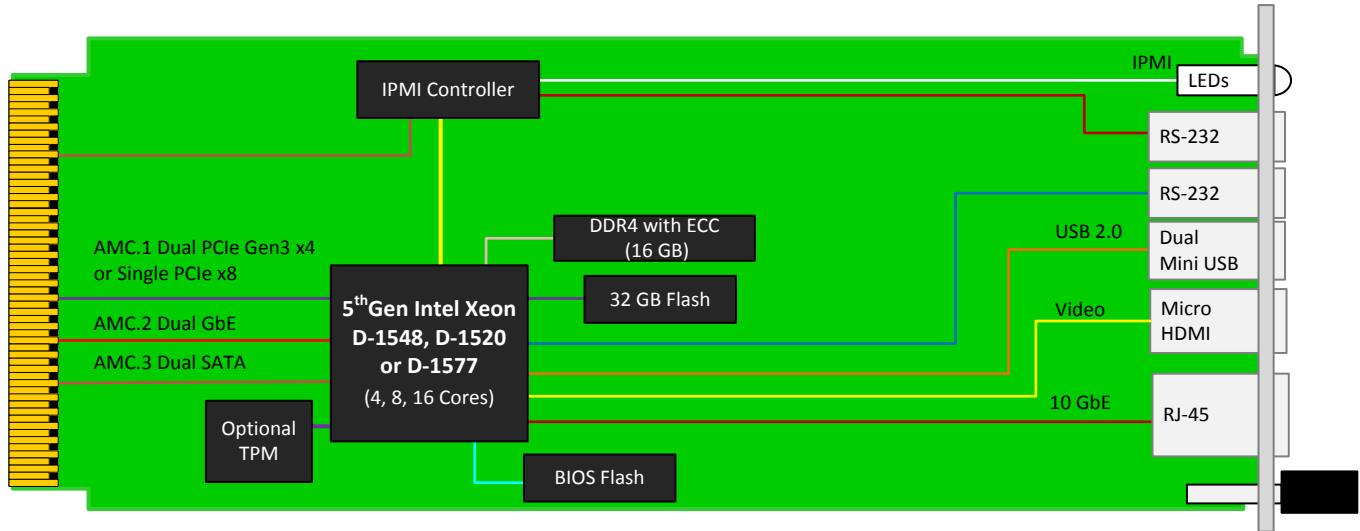 IPMI
LEDs
IPMI Controller
RS-232
RS-232
DDR4 with ECC
(16 GB)
USB 2.0
Dual
Mini USB
AMC.1 Dual PCIe Gen3 x4
or Single PCIe x8
32 GB Flash
5thGen Intel Xeon
D-1548, D-1520
or D-1577
(4, 8, 16 Cores)
Video
Micro
HDMI
AMC.2 Dual GbE
AMC.3 Dual SATA
10 GbE
RJ-45
Optional
TPM
BIOS Flash